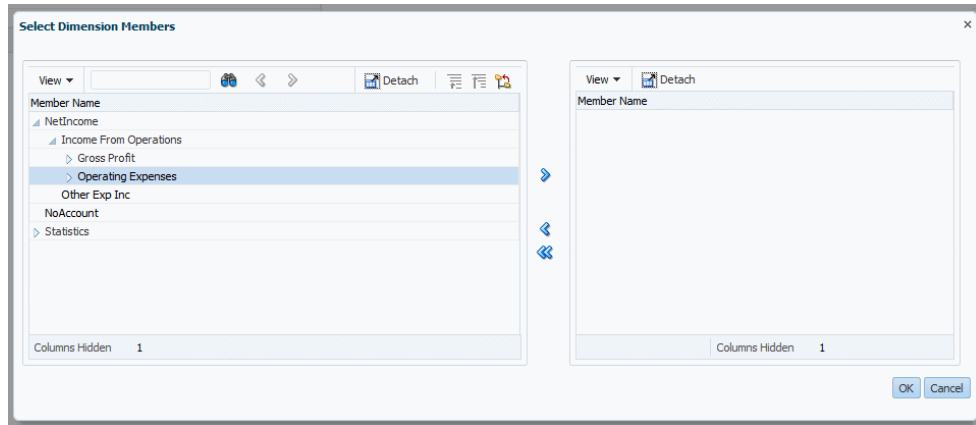 Select Dimension Members
View Detach
Member Name
NetIncome
Income From Operations
Gross Profit
Operating Expenses
Other Exp Inc
NoAccount
Statistics
Columns Hidden 1
View Detach
Member Name
Columns Hidden 1
OK Cancel